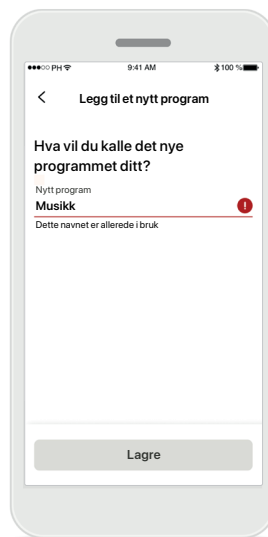 PH 9:41 AM 100 %
Legg til et nytt program
Hva vil du kalle det nye
programmet ditt?
Nytt program
Musikk
Dette navnet er allerede i bruk
Lagre